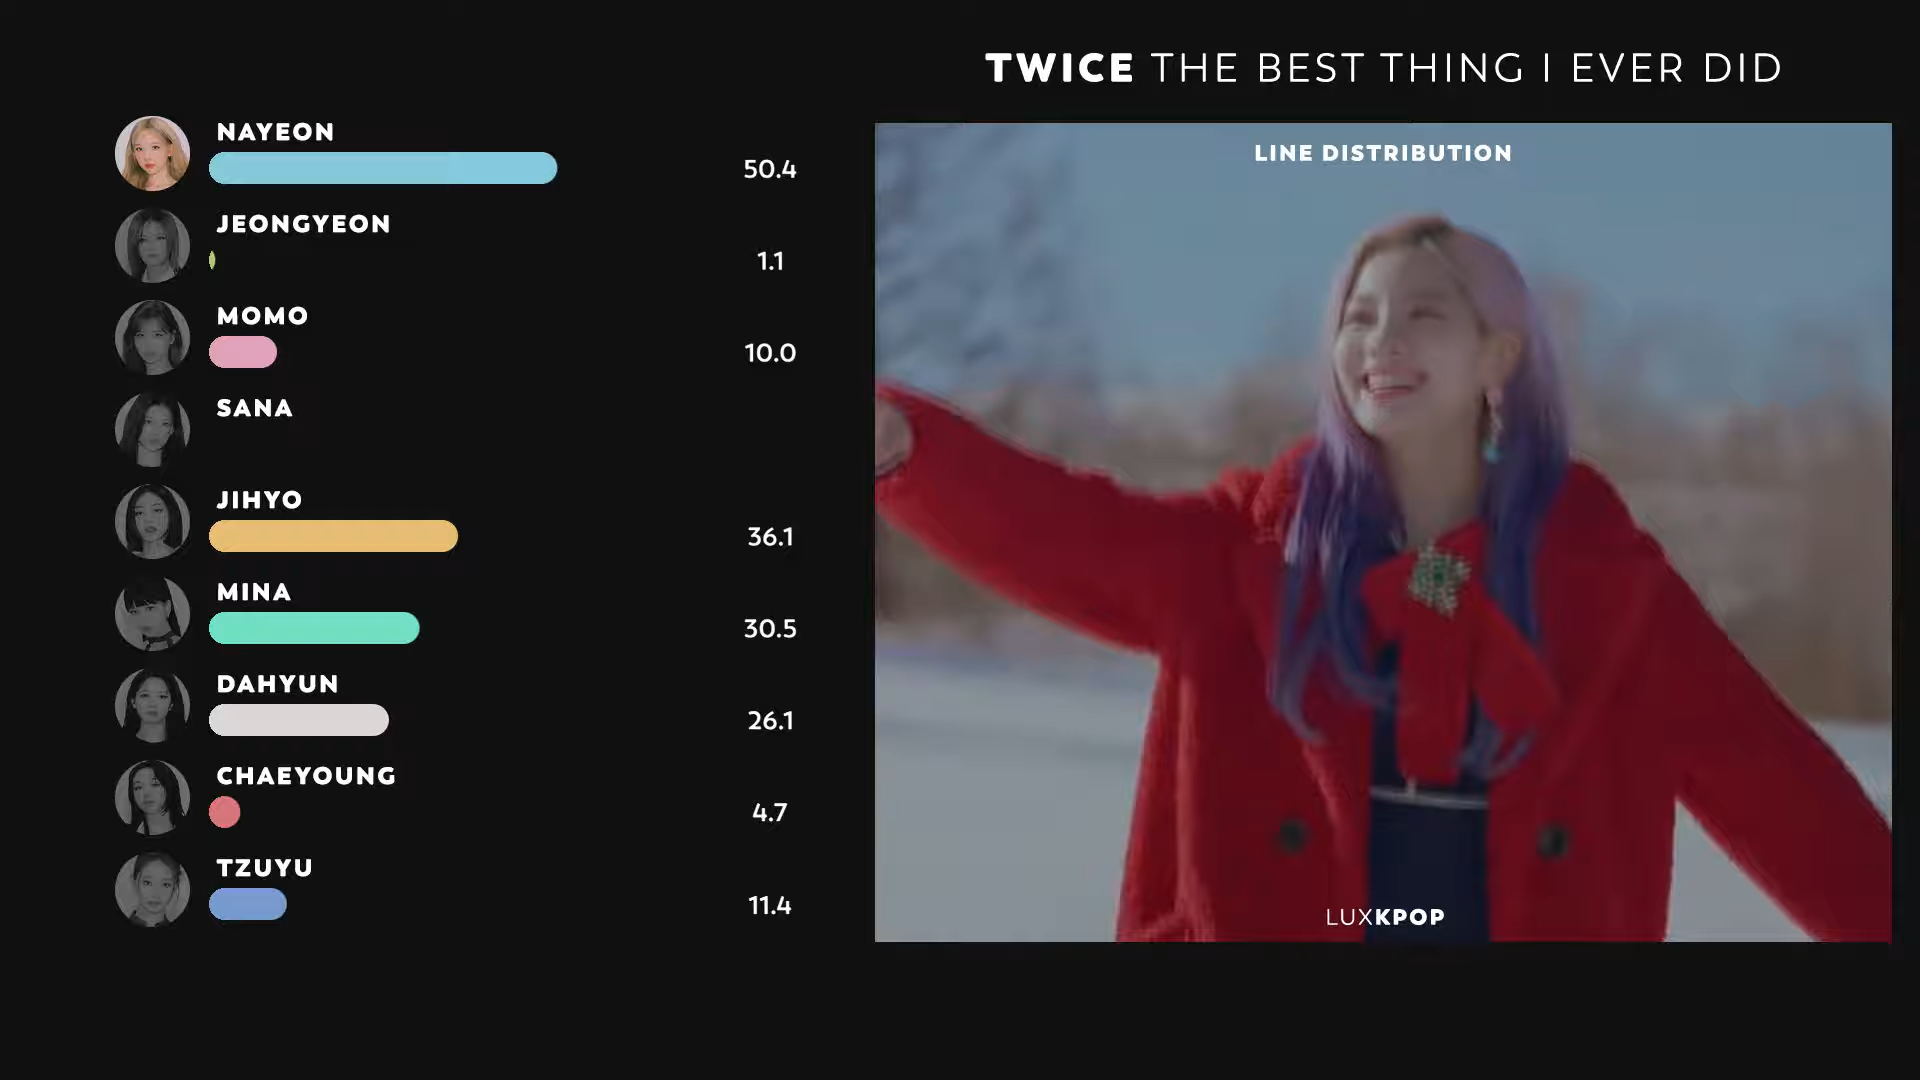 TWICE THE BEST THING I EVER DID
LINE DISTRIBUTION
NAYEON
50.4
JEONGYEON
1.1
MOMO
10.0
SANA
JIHYO
36.1
MINA
30.5
DAHYUN
26.1
CHAEYOUNG
4.7
TZUYU
11.4
LUXKPOP